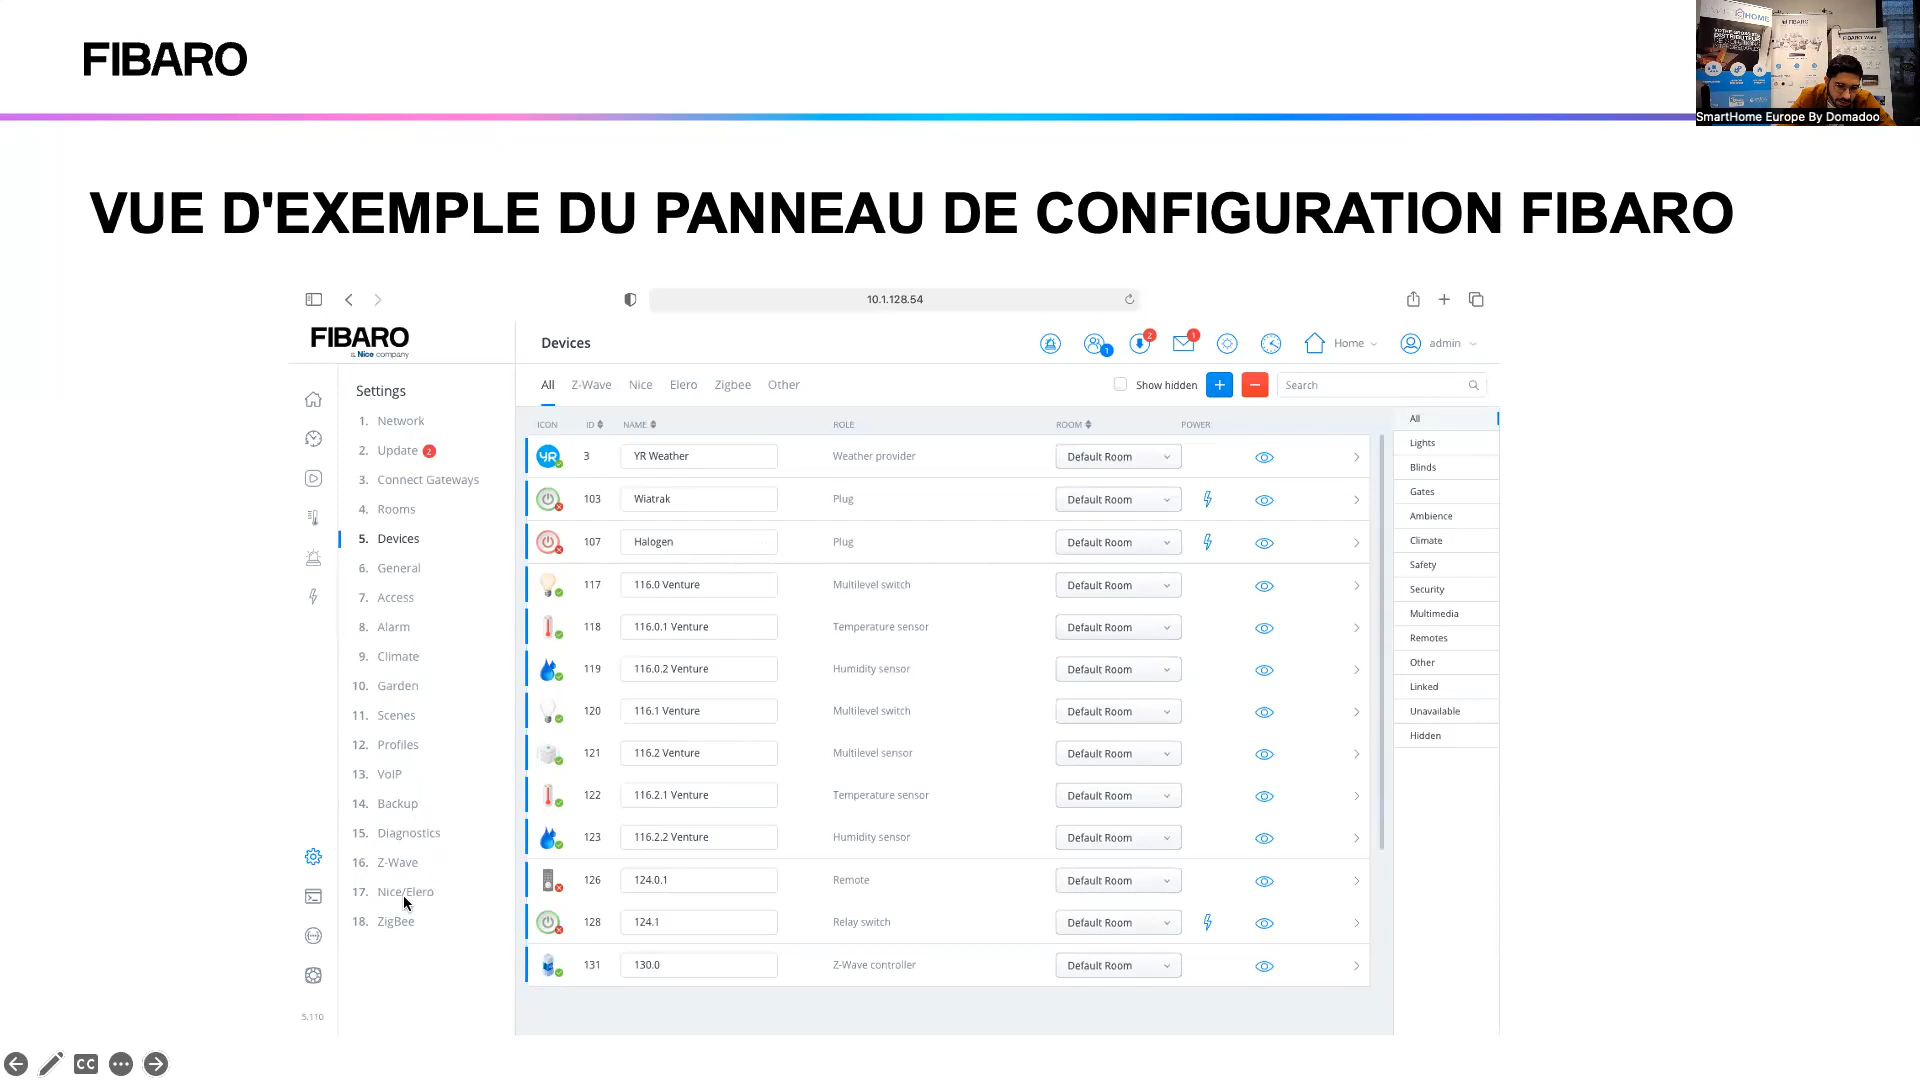 FIBARO
HOME
FIBARO
SmartHome Europe By Domadoo
VUE D'EXEMPLE DU PANNEAU DE CONFIGURATION FIBARO
10.1.128.54
FIBARO
a Nice company
Devices
1
2
1
Home
admin
Settings
1. Network
2. Update 2
3. Connect Gateways
4. Rooms
5. Devices
6. General
7. Access
8. Alarm
9. Climate
10. Garden
11. Scenes
12. Profiles
13. VoIP
14. Backup
15. Diagnostics
16. Z-Wave
17. Nice/Elero
18. ZigBee
5.110
All Z-Wave Nice Elero Zigbee Other
Show hidden + − Search
ICON ID NAME ROLE ROOM POWER
YR 3 YR Weather Weather provider Default Room
103 Wiatrak Plug Default Room
107 Halogen Plug Default Room
117 116.0 Venture Multilevel switch Default Room
118 116.0.1 Venture Temperature sensor Default Room
119 116.0.2 Venture Humidity sensor Default Room
120 116.1 Venture Multilevel switch Default Room
121 116.2 Venture Multilevel sensor Default Room
122 116.2.1 Venture Temperature sensor Default Room
123 116.2.2 Venture Humidity sensor Default Room
126 124.0.1 Remote Default Room
128 124.1 Relay switch Default Room
131 130.0 Z-Wave controller Default Room
All
Lights
Blinds
Gates
Ambience
Climate
Safety
Security
Multimedia
Remotes
Other
Linked
Unavailable
Hidden
CC